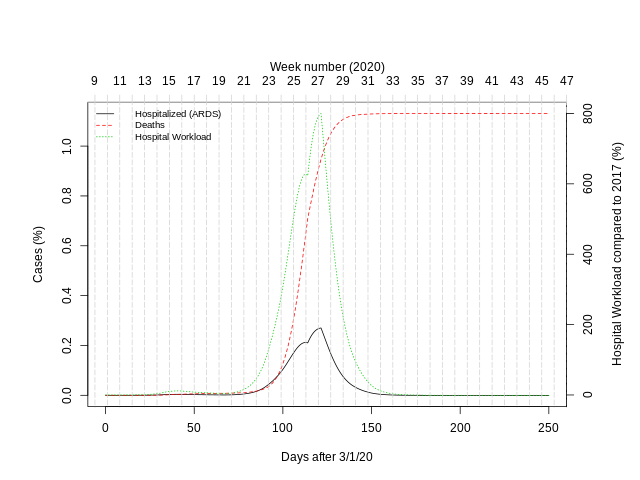 Week number (2020)
9 11 13 15 17 19 21 23 25 27 29 31 33 35 37 39 41 43 45 47
Hospitalized (ARDS)
Deaths
Hospital Workload
Cases (%)
0.0 0.2 0.4 0.6 0.8 1.0
Hospital Workload compared to 2017 (%)
0 200 400 600 800
0 50 100 150 200 250
Days after 3/1/20